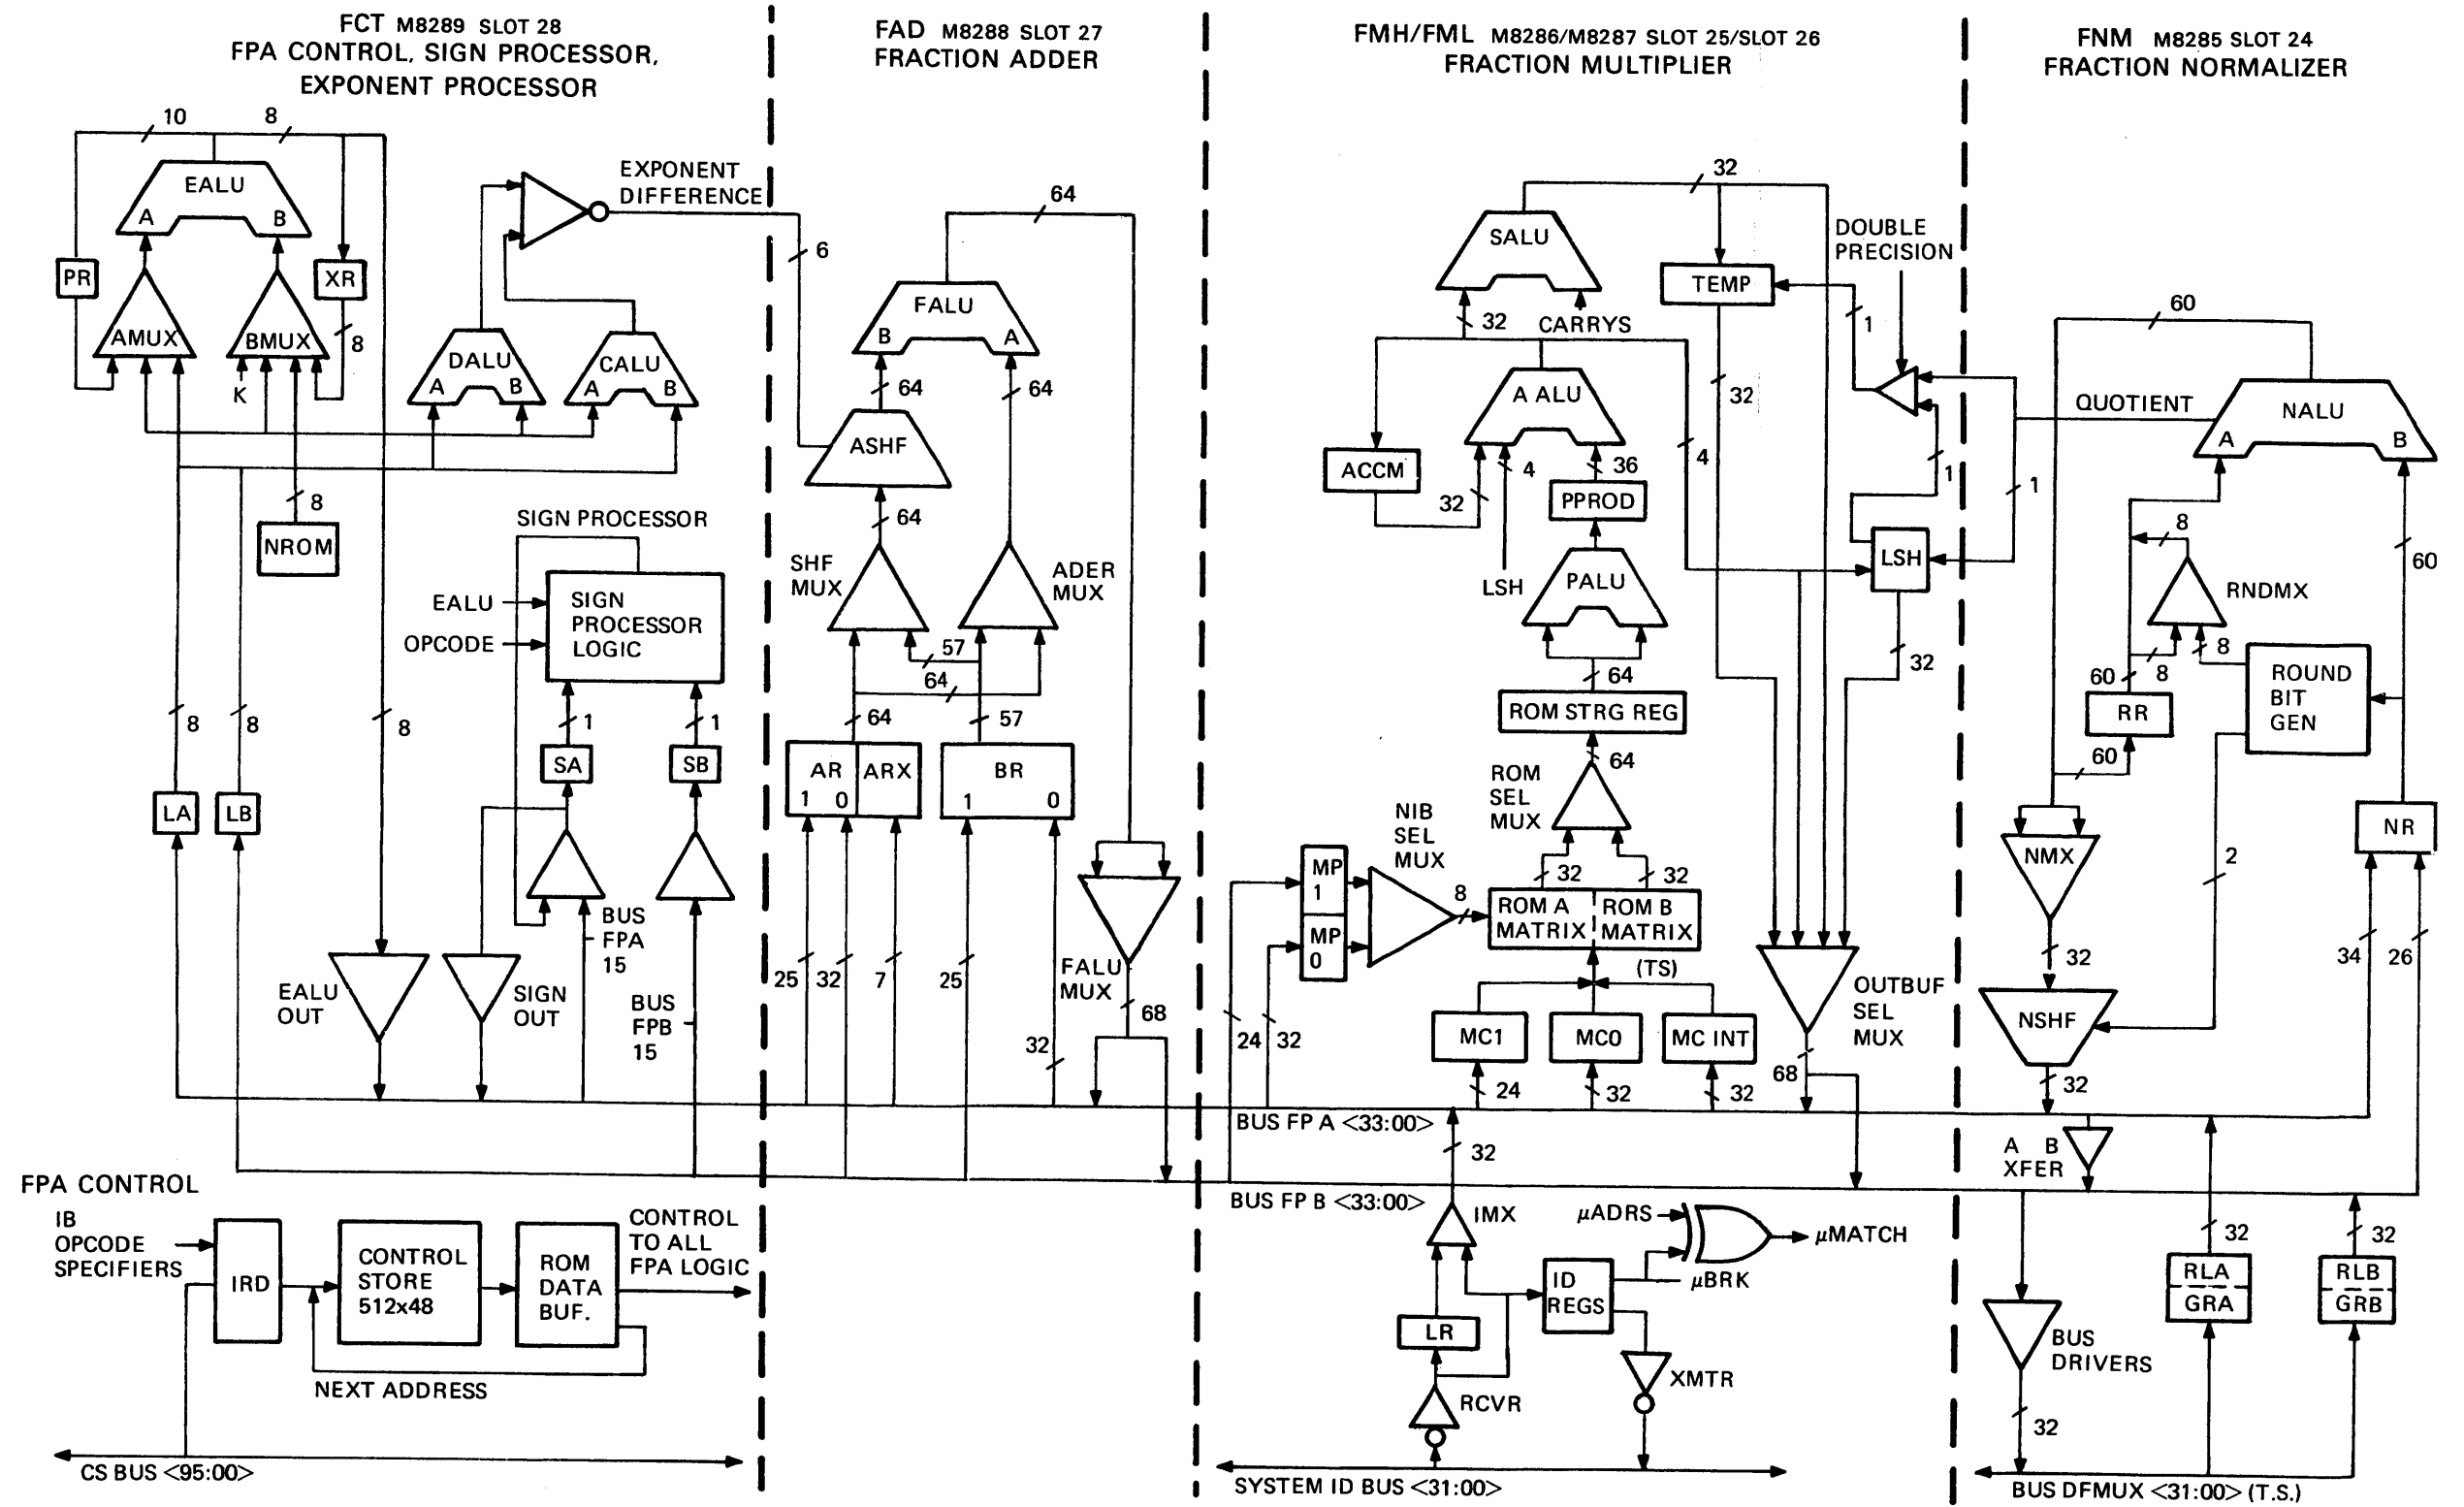 FCT M8289 SLOT 28
FPA CONTROL, SIGN PROCESSOR,
EXPONENT PROCESSOR
10
8
EALU
A
B
PR
XR
AMUX
BMUX
8
K
EXPONENT
DIFFERENCE
DALU
A
B
CALU
A
B
8
NROM
SIGN PROCESSOR
EALU
OPCODE
SIGN
PROCESSOR
LOGIC
8
8
8
1
1
SA
SB
LA
LB
BUS
FPA
15
EALU
OUT
SIGN
OUT
BUS
FPB
15
FPA CONTROL
IB
OPCODE
SPECIFIERS
IRD
CONTROL
STORE
512x48
ROM
DATA
BUF.
CONTROL
TO ALL
FPA LOGIC
NEXT ADDRESS
CS BUS <95:00>
FAD M8288 SLOT 27
FRACTION ADDER
64
6
FALU
B
A
64
64
ASHF
64
SHF
MUX
ADER
MUX
57
64
64
57
AR
1 0
ARX
BR
1 0
25
32
7
25
32
FALU
MUX
68
FMH/FML M8286/M8287 SLOT 25/SLOT 26
FRACTION MULTIPLIER
32
SALU
DOUBLE
PRECISION
TEMP
32
CARRYS
1
32
A ALU
ACCM
32
4
36
4
PPROD
1
LSH
PALU
LSH
64
32
ROM STRG REG
64
ROM
SEL
MUX
NIB
SEL
MUX
32
32
MP
1
MP
0
8
ROM A
MATRIX
ROM B
MATRIX
(TS)
OUTBUF
SEL
MUX
24
32
MC1
MC0
MC INT
24
32
32
68
BUS FP A <33:00>
32
BUS FP B <33:00>
IMX
µADRS
µMATCH
µBRK
ID
REGS
LR
RCVR
XMTR
SYSTEM ID BUS <31:00>
FNM M8285 SLOT 24
FRACTION NORMALIZER
60
QUOTIENT
NALU
A
B
1
8
60
RNDMX
8
8
60
RR
ROUND
BIT
GEN
60
NMX
2
NR
32
34
26
NSHF
32
A B
XFER
32
32
RLA
GRA
RLB
GRB
BUS
DRIVERS
32
BUS DFMUX <31:00> (T.S.)